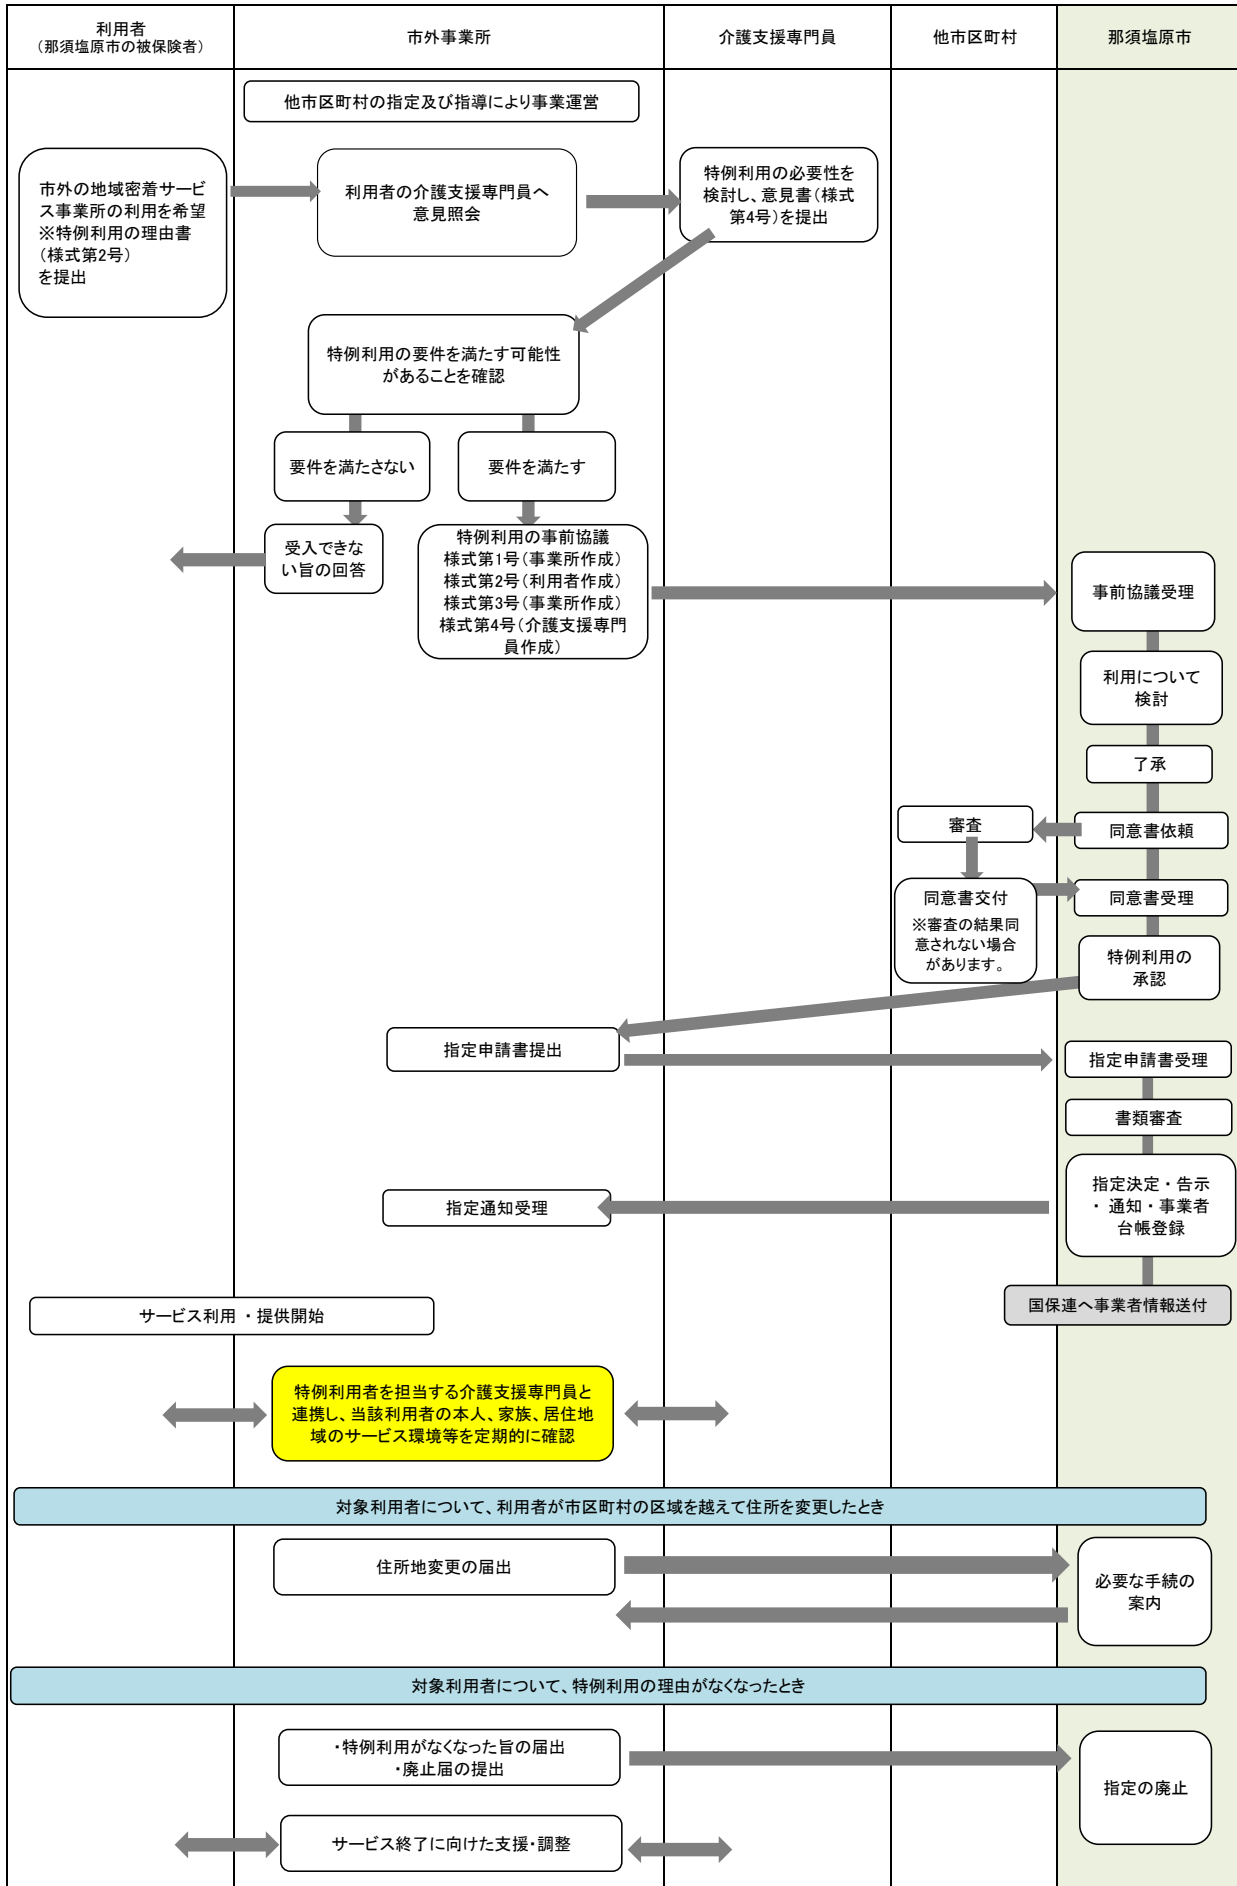 利用者
(那須塩原市の被保険者)
市外事業所
介護支援専門員
他市区町村
那須塩原市
他市区町村の指定及び指導により事業運営
市外の地域密着サービ
ス事業所の利用を希望
※特例利用の理由書
(様式第2号)
を提出
利用者の介護支援専門員へ
意見照会
特例利用の必要性を
検討し、意見書(様式
第4号)を提出
特例利用の要件を満たす可能性
があることを確認
要件を満たさない
要件を満たす
受入できな
い旨の回答
特例利用の事前協議
様式第1号(事業所作成)
様式第2号(利用者作成)
様式第3号(事業所作成)
様式第4号(介護支援専門
員作成)
事前協議受理
利用について
検討
了承
審査
同意書依頼
同意書交付
※審査の結果同
意されない場合
があります。
同意書受理
特例利用の
承認
指定申請書提出
指定申請書受理
書類審査
指定決定・告示
・ 通知・事業者
台帳登録
指定通知受理
国保連へ事業者情報送付
サービス利用 ・ 提供開始
特例利用者を担当する介護支援専門員と
連携し、当該利用者の本人、家族、居住地
域のサービス環境等を定期的に確認
対象利用者について、利用者が市区町村の区域を越えて住所を変更したとき
住所地変更の届出
必要な手続の
案内
対象利用者について、特例利用の理由がなくなったとき
・特例利用がなくなった旨の届出
・廃止届の提出
指定の廃止
サービス終了に向けた支援・調整